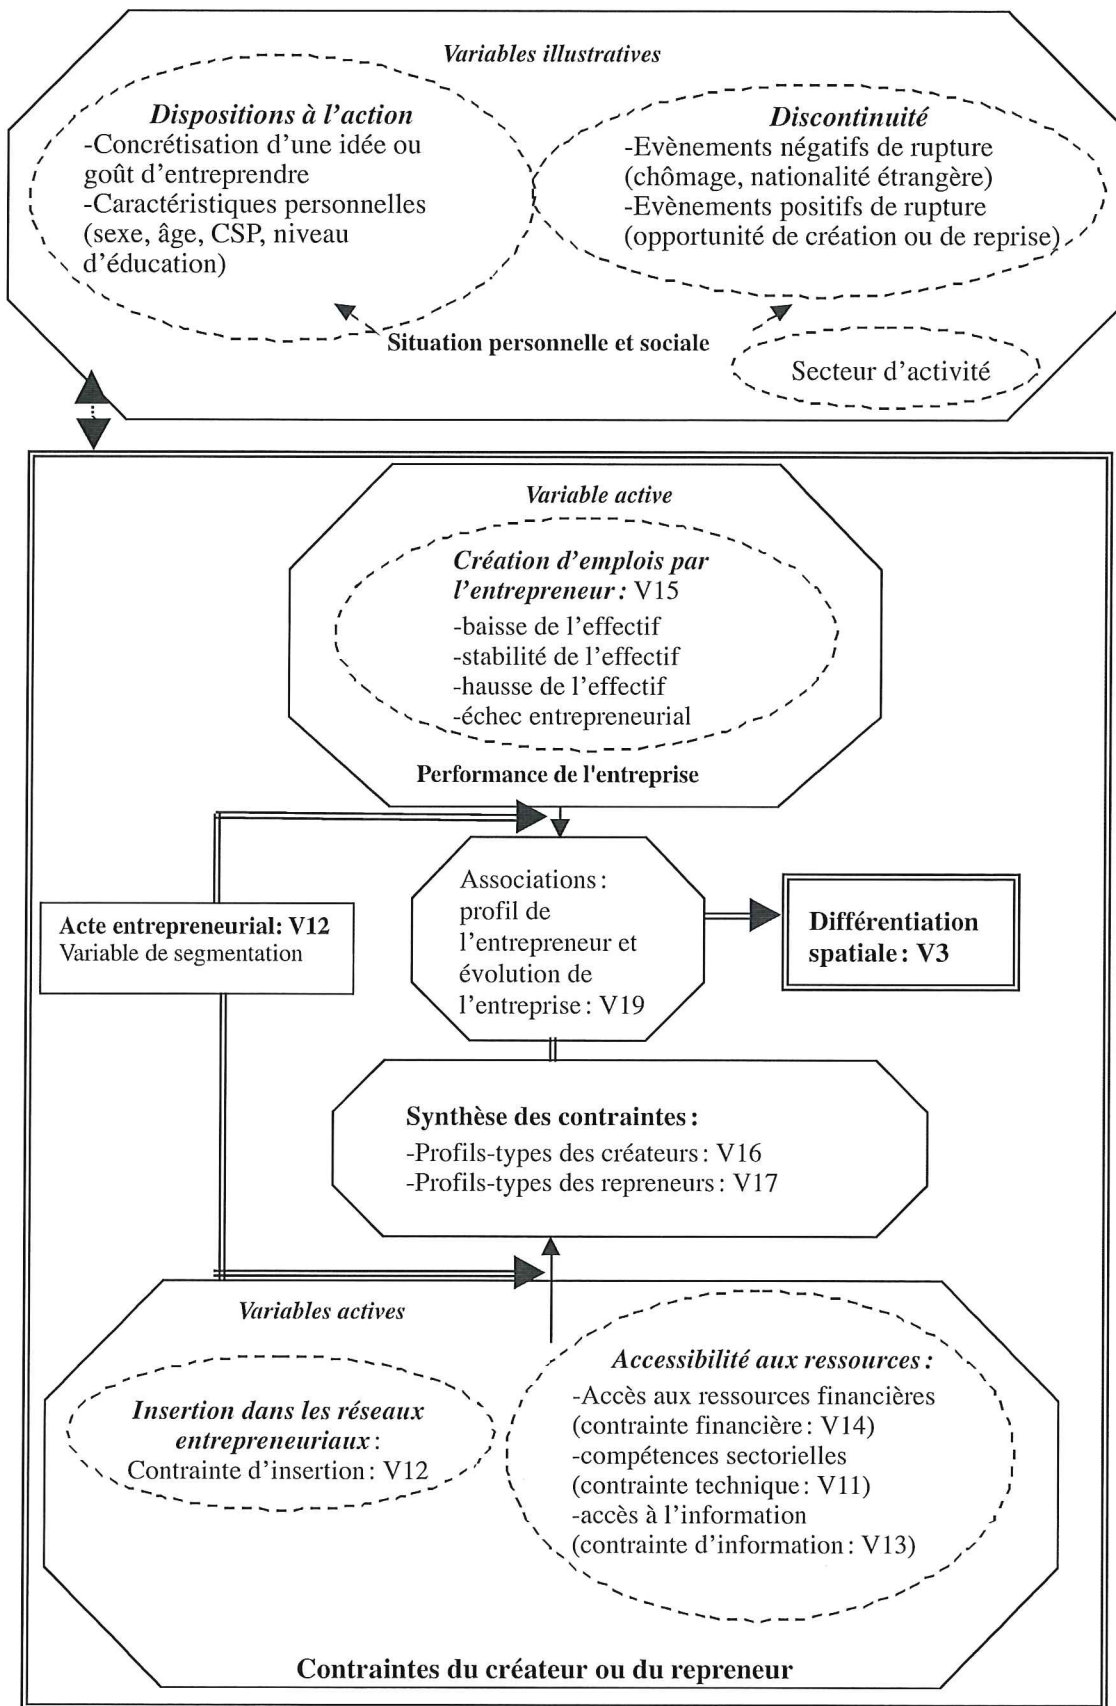 Variables illustratives
Dispositions à l'action
-Concrétisation d'une idée ou
goût d'entreprendre
-Caractéristiques personnelles
(sexe, âge, CSP, niveau
d'éducation)
Discontinuité
-Evènements négatifs de rupture
(chômage, nationalité étrangère)
-Evènements positifs de rupture
(opportunité de création ou de reprise)
Situation personnelle et sociale
Secteur d'activité
Variable active
Création d'emplois par
l'entrepreneur : V15
-baisse de l'effectif
-stabilité de l'effectif
-hausse de l'effectif
-échec entrepreneurial
Performance de l'entreprise
Acte entrepreneurial: V12
Variable de segmentation
Associations :
profil de
l'entrepreneur et
évolution de
l'entreprise : V19
Différentiation
spatiale : V3
Synthèse des contraintes :
-Profils-types des créateurs : V16
-Profils-types des repreneurs : V17
Variables actives
Insertion dans les réseaux
entrepreneuriaux :
Contrainte d'insertion : V12
Accessibilité aux ressources :
-Accès aux ressources financières
(contrainte financière : V14)
-compétences sectorielles
(contrainte technique : V11)
-accès à l'information
(contrainte d'information : V13)
Contraintes du créateur ou du repreneur